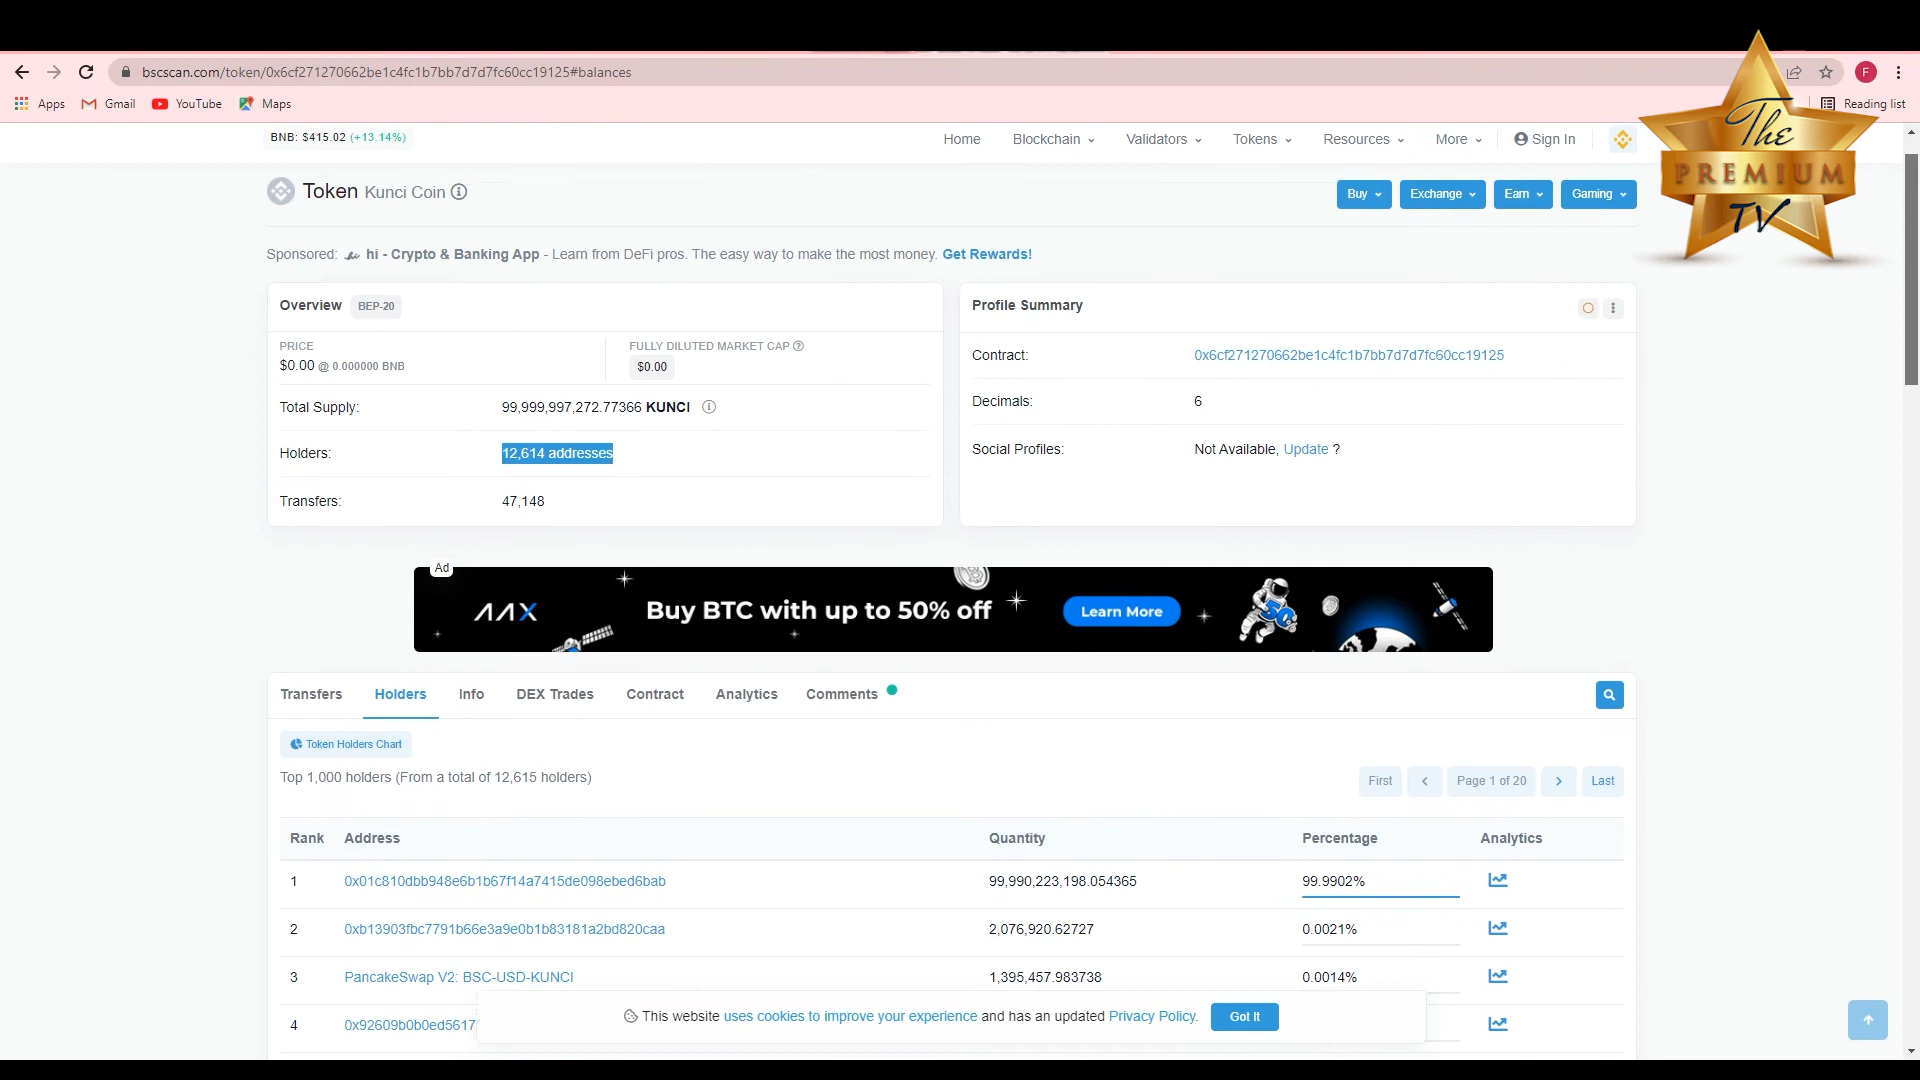 bscscan.com/token/0x6cf271270662be1c4fc1b7bb7d7d7fc60cc19125#balances
F
Apps Gmail YouTube Maps
Reading list
The
PREMIUM
TV
BNB: $415.02 (+13.14%)
Home Blockchain Validators Tokens Resources More Sign In
Token Kunci Coin
Buy Exchange Earn Gaming
Sponsored: hi - Crypto & Banking App - Learn from DeFi pros. The easy way to make the most money. Get Rewards!
Overview BEP-20
PRICE
$0.00 @ 0.000000 BNB
FULLY DILUTED MARKET CAP
$0.00
Total Supply: 99,999,997,272.77366 KUNCI
Holders: 12,614 addresses
Transfers: 47,148
Profile Summary
Contract: 0x6cf271270662be1c4fc1b7bb7d7d7fc60cc19125
Decimals: 6
Social Profiles: Not Available, Update ?
Ad
AAX Buy BTC with up to 50% off Learn More
50
Transfers Holders Info DEX Trades Contract Analytics Comments
Token Holders Chart
Top 1,000 holders (From a total of 12,615 holders)
First Page 1 of 20 Last
Rank Address Quantity Percentage Analytics
1 0x01c810dbb948e6b1b67f14a7415de098ebed6bab 99,990,223,198.054365 99.9902%
2 0xb13903fbc7791b66e3a9e0b1b83181a2bd820caa 2,076,920.62727 0.0021%
3 PancakeSwap V2: BSC-USD-KUNCI 1,395,457.983738 0.0014%
4 0x92609b0b0ed5617
This website uses cookies to improve your experience and has an updated Privacy Policy. Got It